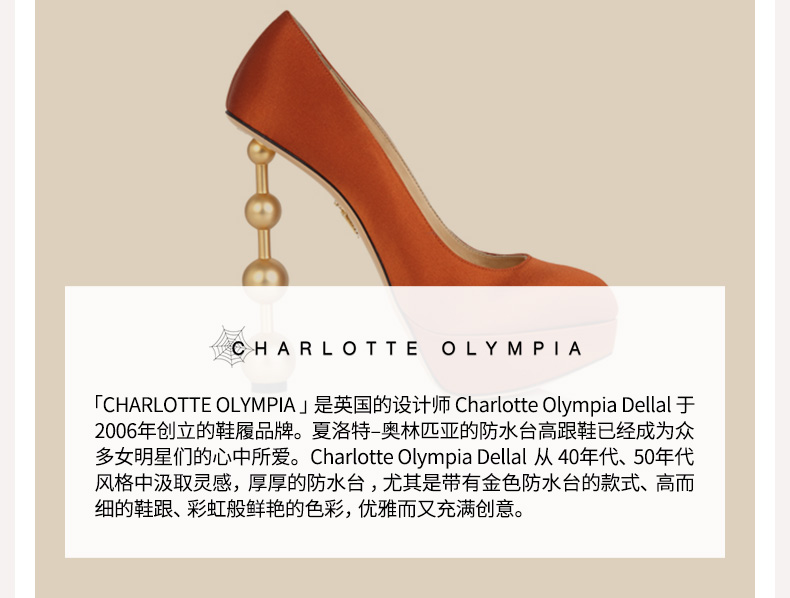 CHARLOTTE OLYMPIA
「CHARLOTTE OLYMPIA」是英国的设计师 Charlotte Olympia Dellal 于
2006年创立的鞋履品牌。夏洛特–奥林匹亚的防水台高跟鞋已经成为众
多女明星们的心中所爱。Charlotte Olympia Dellal 从 40年代、50年代
风格中汲取灵感，厚厚的防水台，尤其是带有金色防水台的款式、高而
细的鞋跟、彩虹般鲜艳的色彩，优雅而又充满创意。